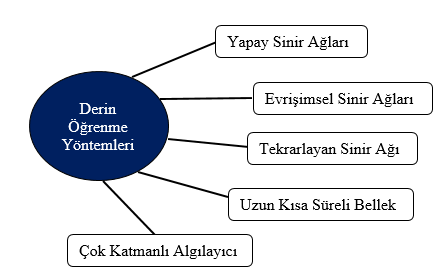 Derin
Öğrenme
Yöntemleri
Yapay Sinir Ağları
Evrişimsel Sinir Ağları
Tekrarlayan Sinir Ağı
Uzun Kısa Süreli Bellek
Çok Katmanlı Algılayıcı